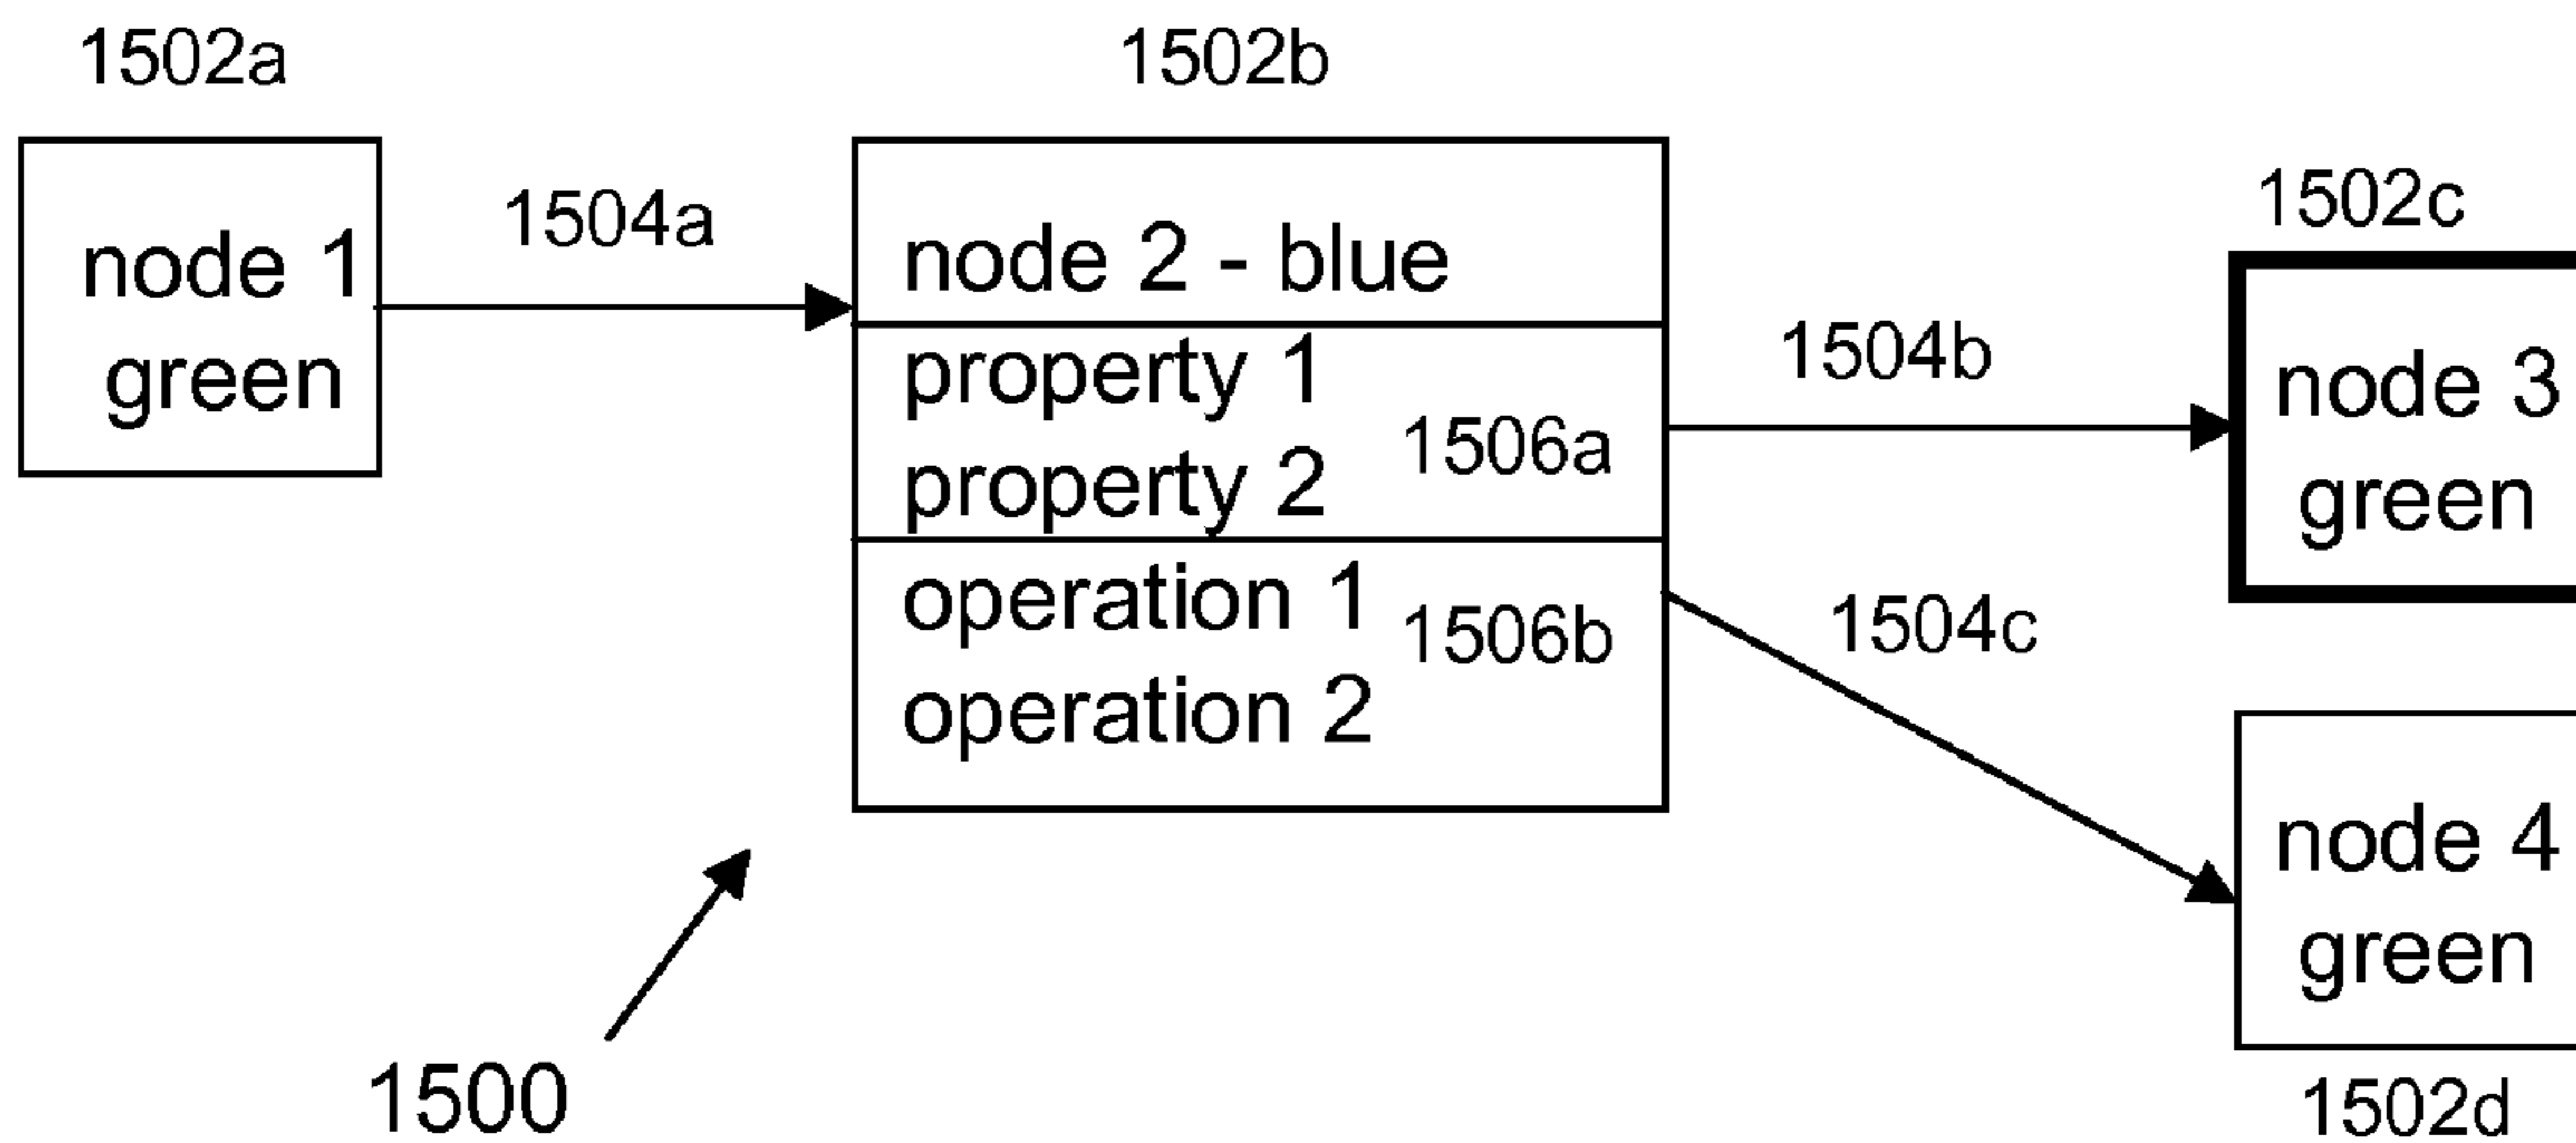 1502a
node 1
green
1504a
1502b
node 2 - blue
property 1
property 2
1506a
operation 1
operation 2
1506b
1504b
1504c
1502c
node 3
green
node 4
green
1502d
1500